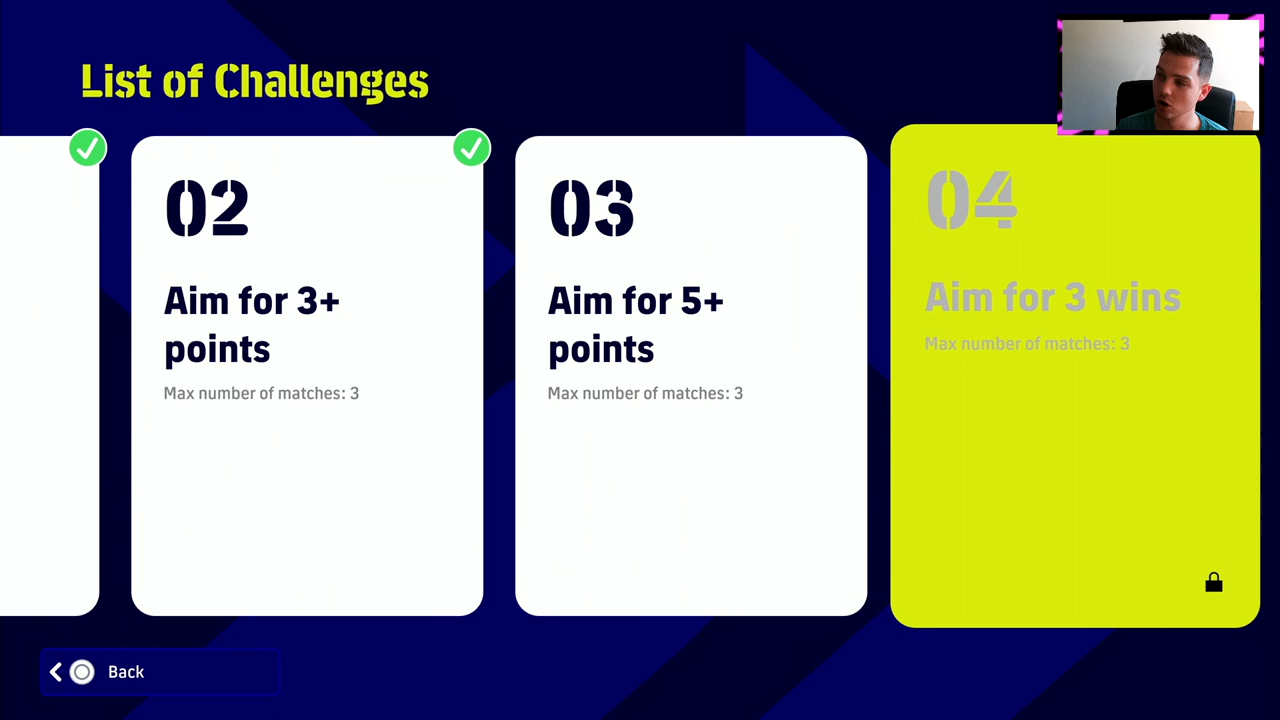 List of Challenges
02
Aim for 3+
points
Max number of matches: 3
03
Aim for 5+
points
Max number of matches: 3
04
Aim for 3 wins
Max number of matches: 3
Back